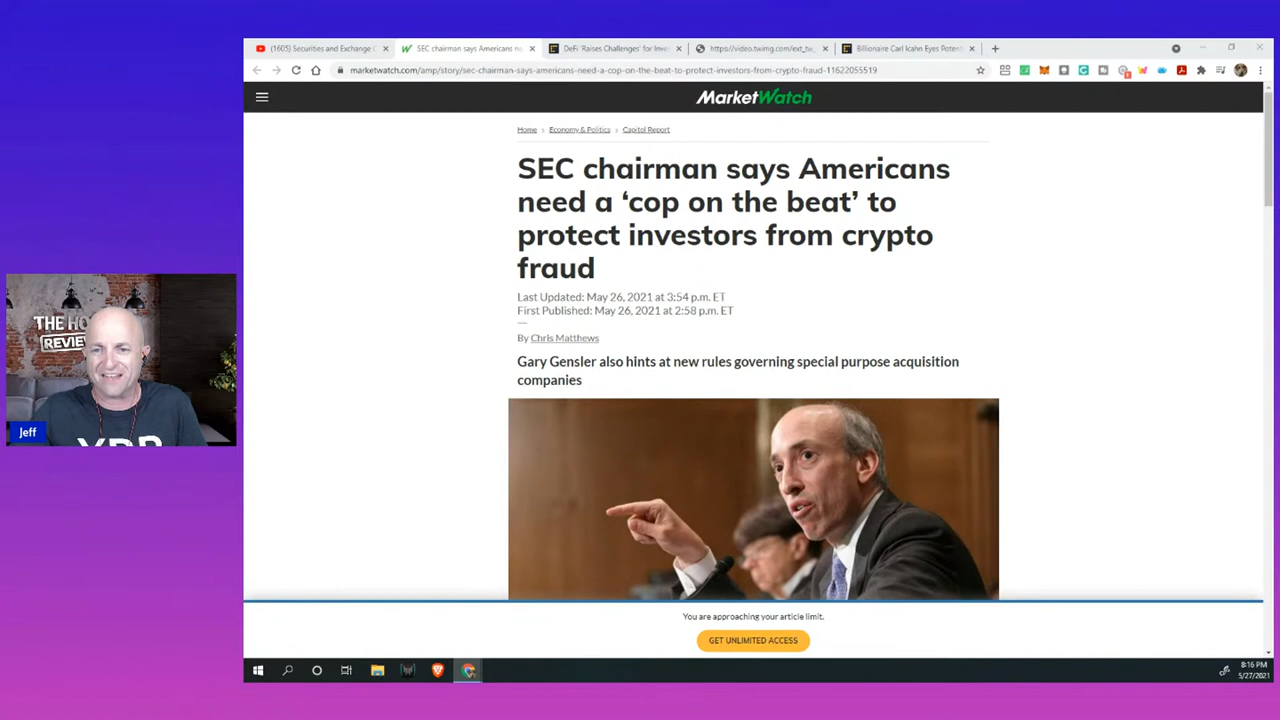 (1605) Securities and Exchange C
SEC chairman says Americans ne
DeFi 'Raises Challenges' for Inve
https://video.twimg.com/ext_tw_
Billionaire Carl Icahn Eyes Potent
marketwatch.com/amp/story/sec-chairman-says-americans-need-a-cop-on-the-beat-to-protect-investors-from-crypto-fraud-11622055519
MarketWatch
Home > Economy & Politics > Capitol Report
SEC chairman says Americans
need a ‘cop on the beat’ to
protect investors from crypto
fraud
Last Updated: May 26, 2021 at 3:54 p.m. ET
First Published: May 26, 2021 at 2:58 p.m. ET
By Chris Matthews
Gary Gensler also hints at new rules governing special purpose acquisition
companies
THE HO
REVIEW
XRP
Jeff
You are approaching your article limit.
GET UNLIMITED ACCESS
8:16 PM
5/27/2021